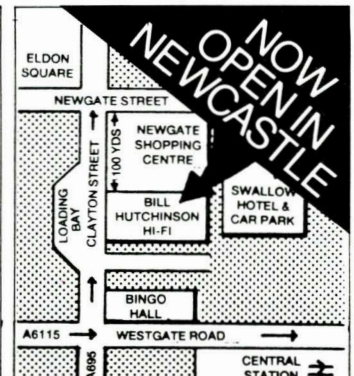 NOW
OPEN IN
NEWCASTLE
ELDON
SQUARE
NEWGATE STREET
100 YDS
NEWGATE
SHOPPING
CENTRE
CLAYTON STREET
LOADING
BAY
BILL
HUTCHINSON
HI-FI
SWALLOW
HOTEL &
CAR PARK
BINGO
HALL
A6115
WESTGATE ROAD
A695
CENTRAL
STATION